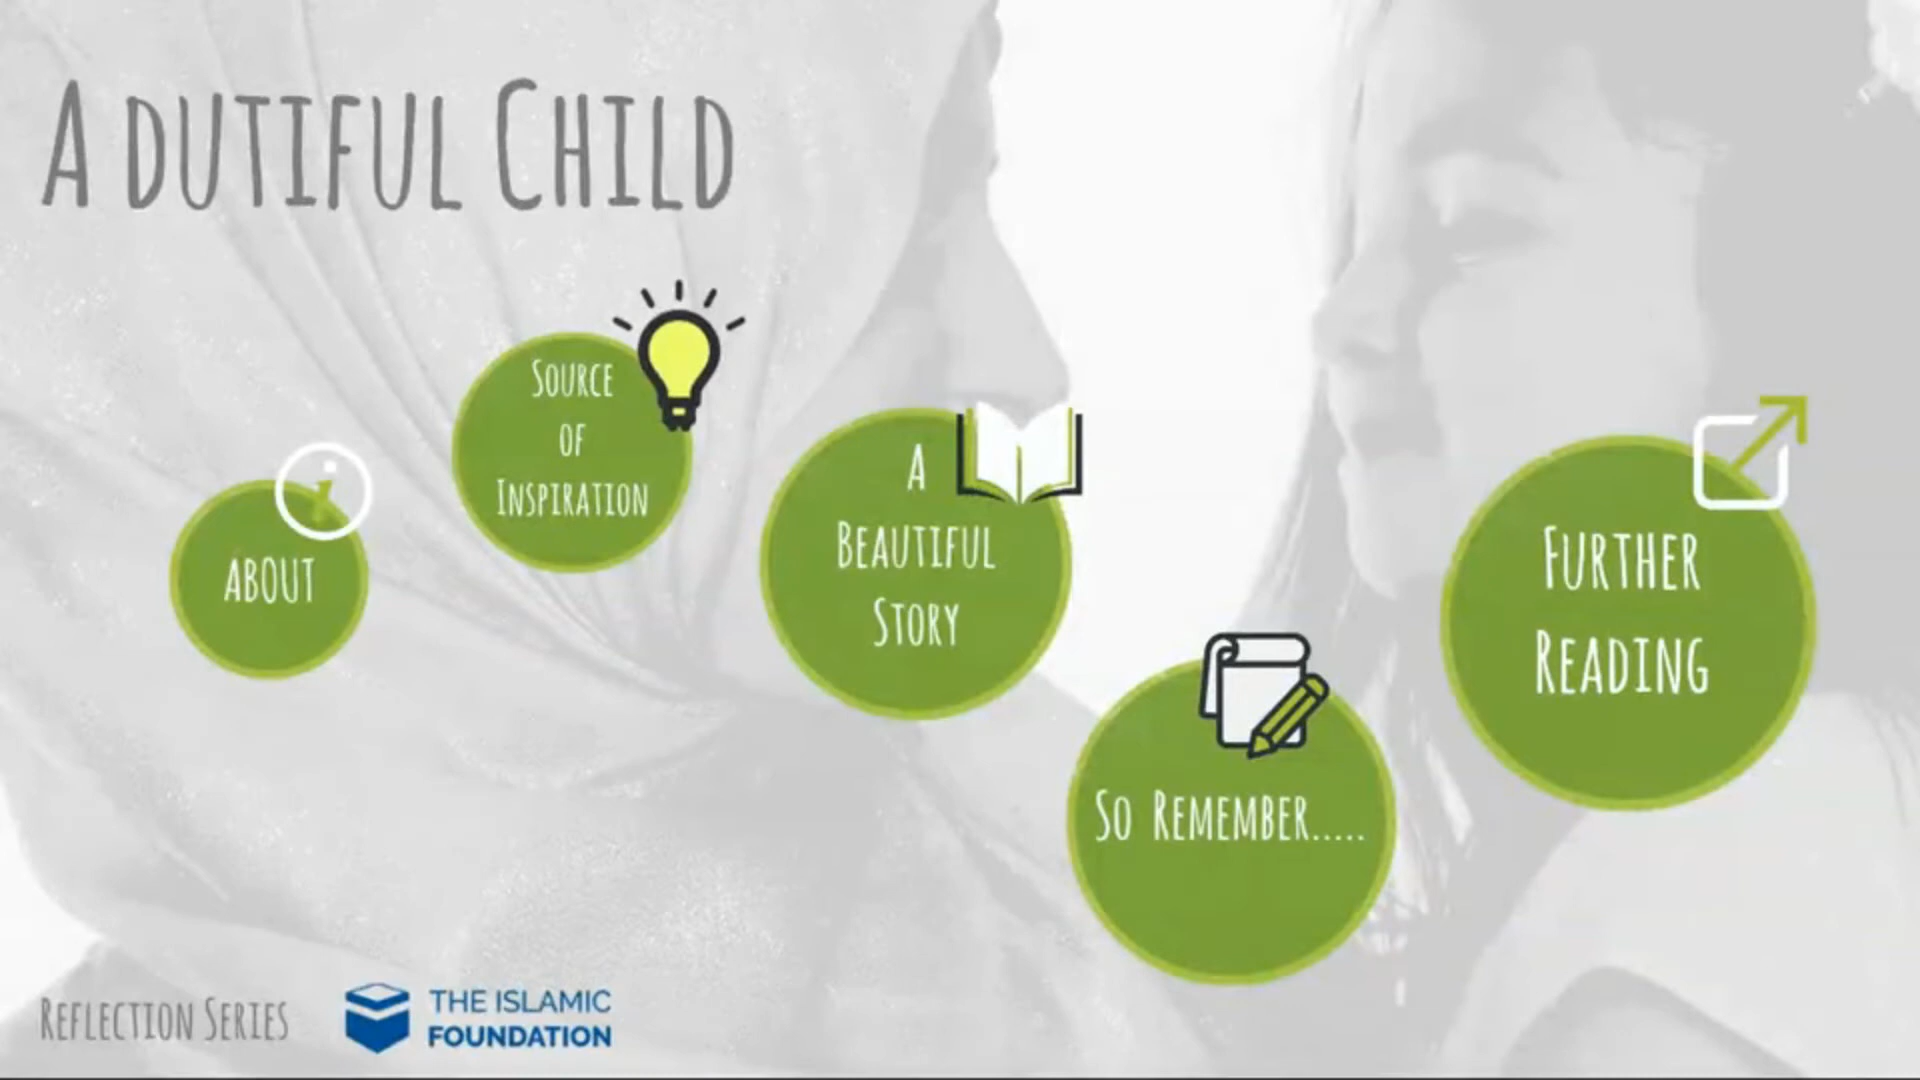 A DUTIFUL CHILD
SOURCE
OF
INSPIRATION
ABOUT
A
BEAUTIFUL
STORY
SO REMEMBER.....
FURTHER
READING
REFLECTION SERIES
THE ISLAMIC
FOUNDATION